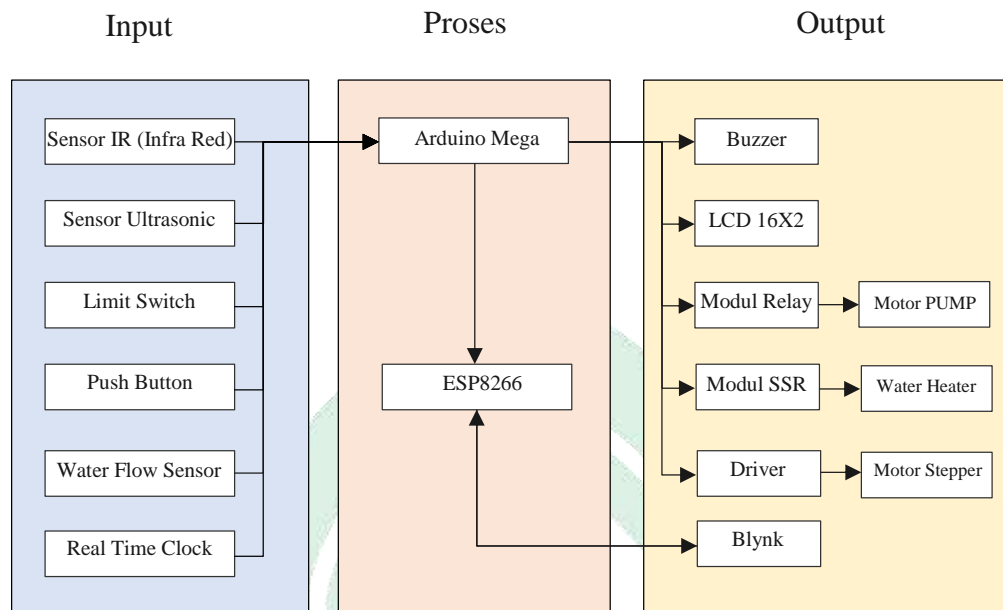 Input
Proses
Output
Sensor IR (Infra Red)
Sensor Ultrasonic
Limit Switch
Push Button
Water Flow Sensor
Real Time Clock
Arduino Mega
ESP8266
Buzzer
LCD 16X2
Modul Relay
Motor PUMP
Modul SSR
Water Heater
Driver
Motor Stepper
Blynk